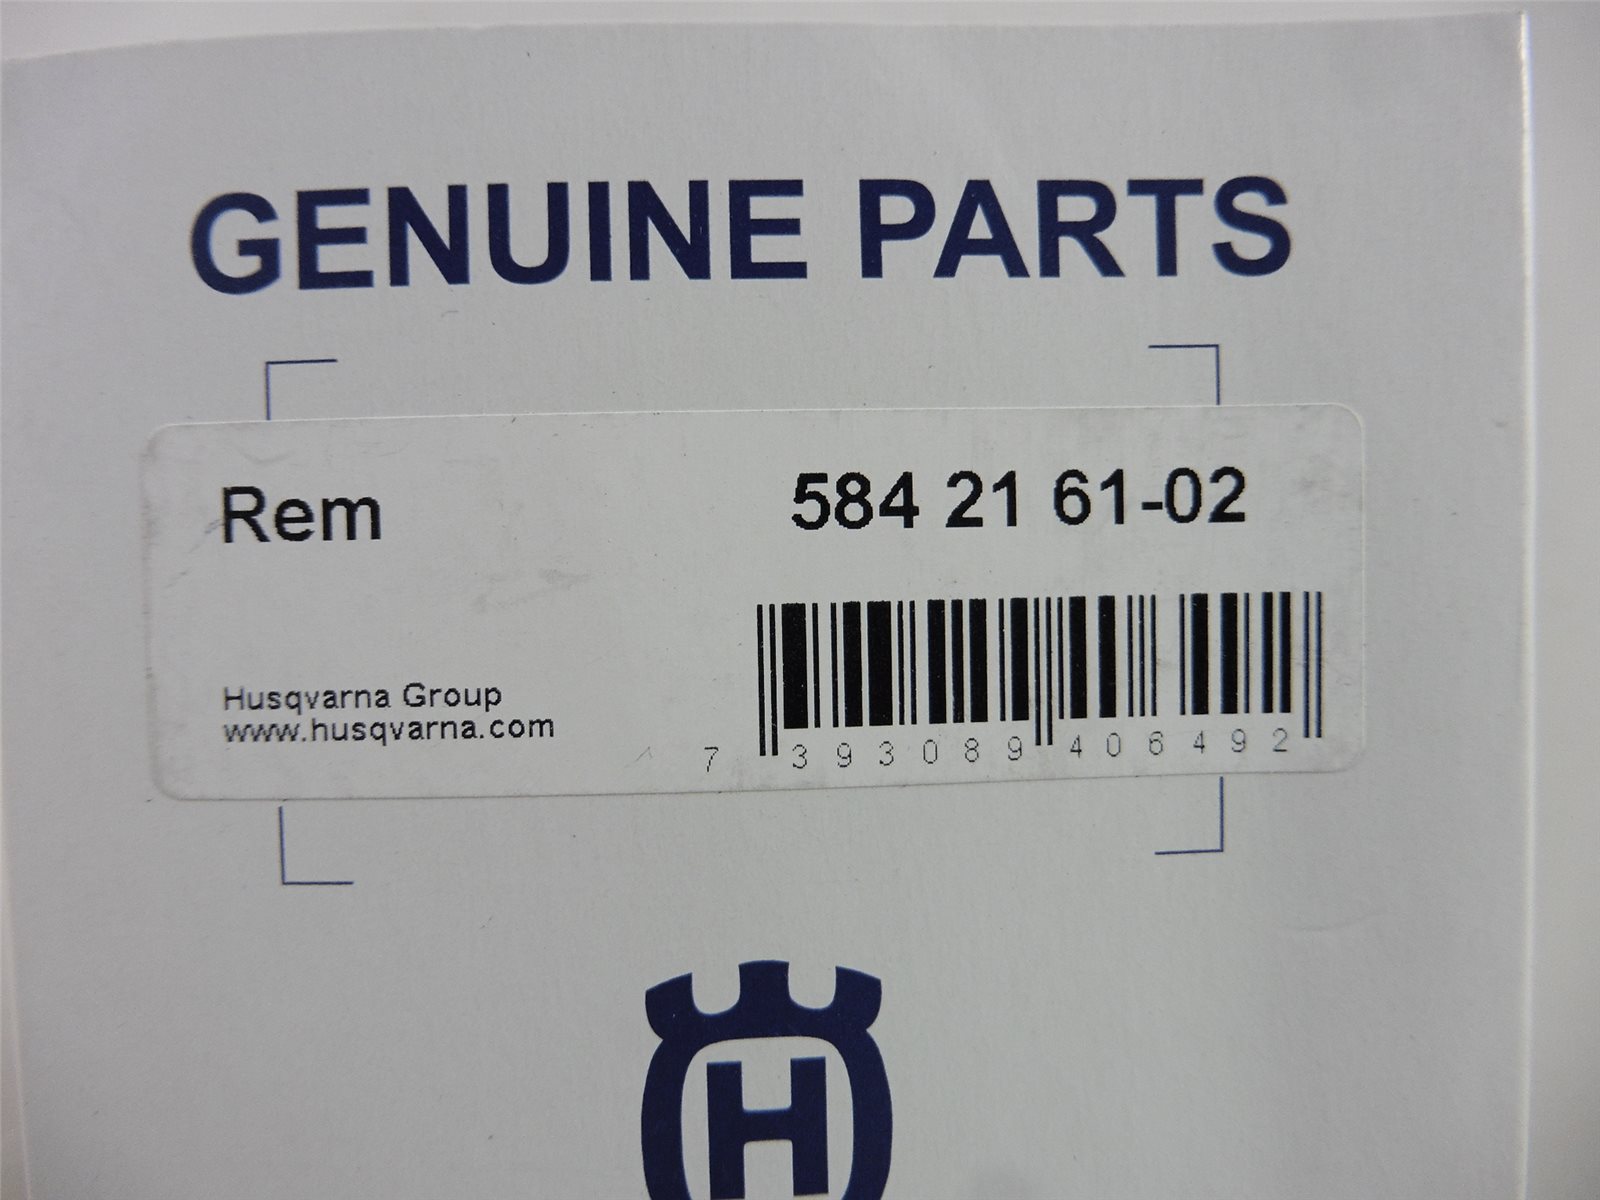 GENUINE PARTS
Rem 584 21 61-02
Husqvarna Group
www.husqvarna.com
7 393089 406492
H